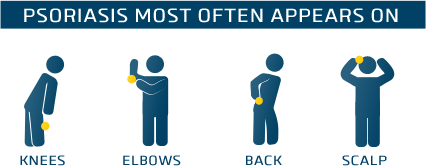 PSORIASIS MOST OFTEN APPEARS ON
KNEES ELBOWS BACK SCALP